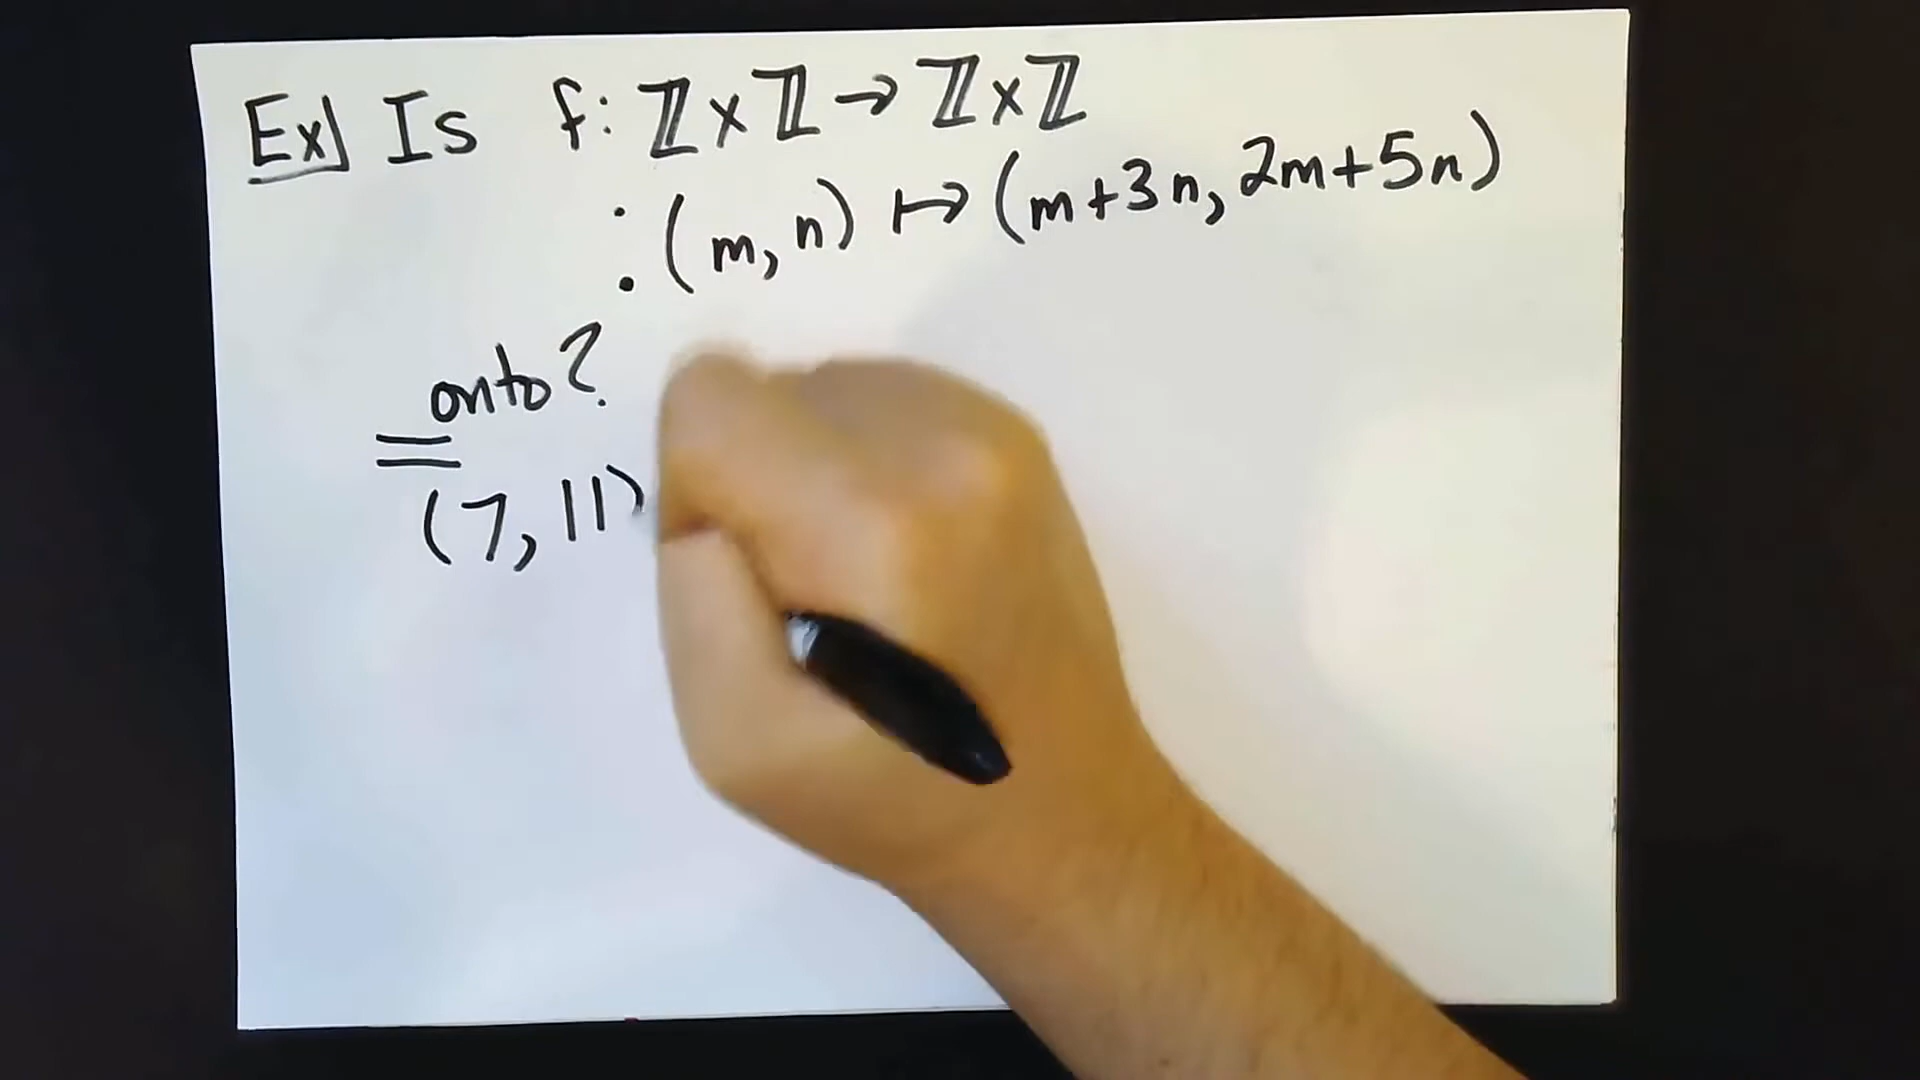 Ex] Is f: ℤ×ℤ→ℤ×ℤ
: (m, n) ↦ (m+3n, 2m+5n)
onto?
(7, 11)